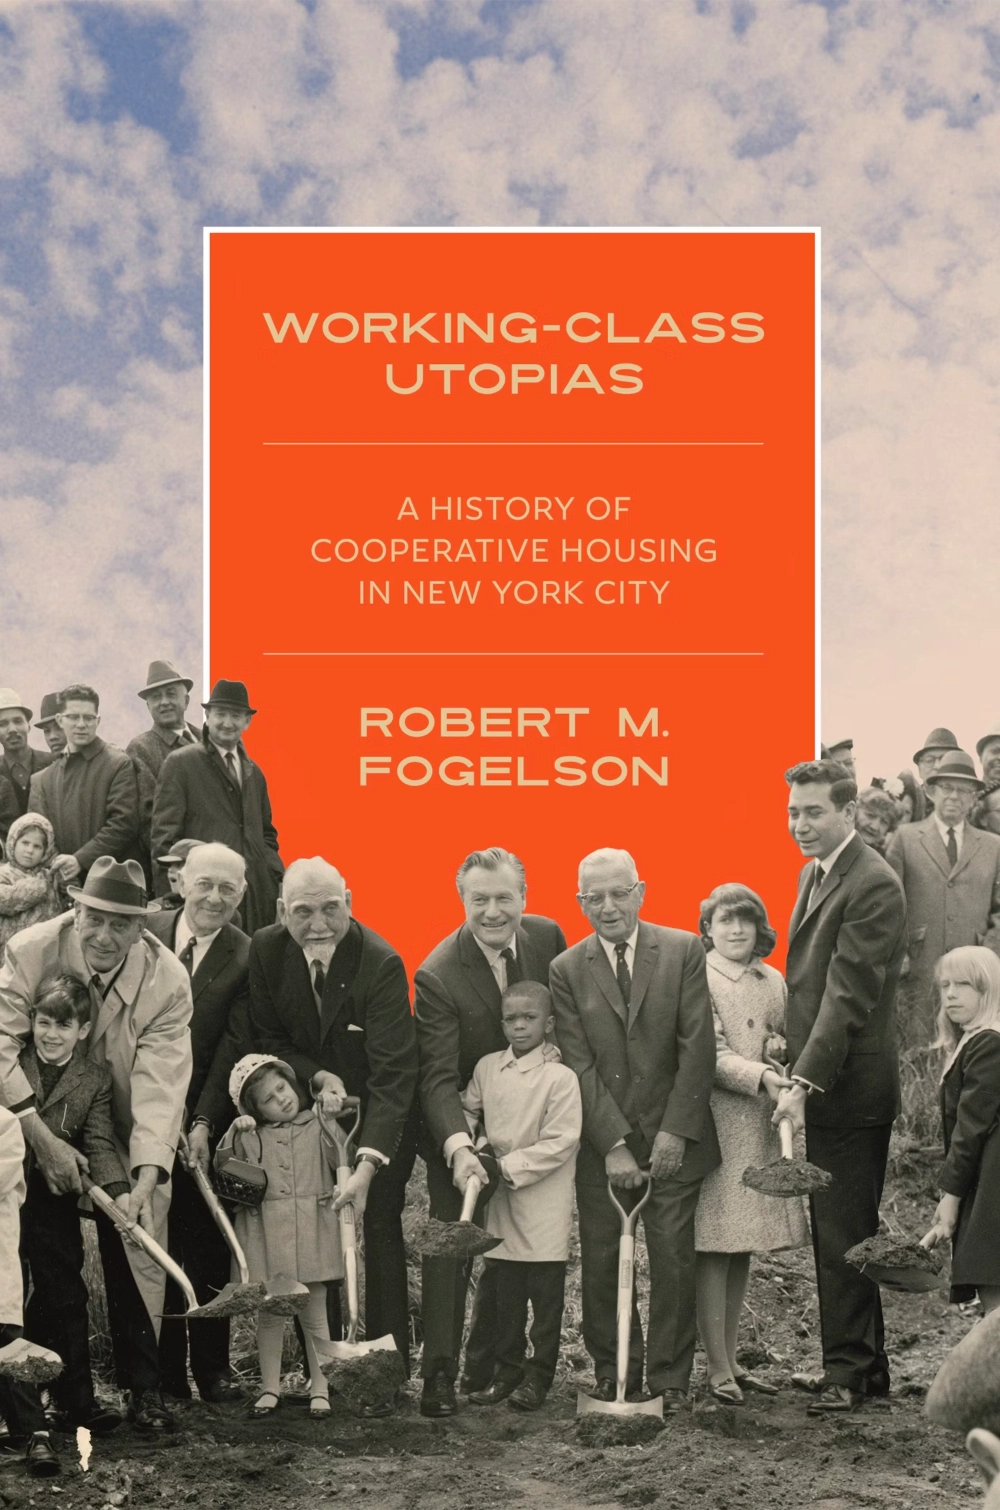 WORKING-CLASS
UTOPIAS
A HISTORY OF
COOPERATIVE HOUSING
IN NEW YORK CITY
ROBERT M.
FOGELSON